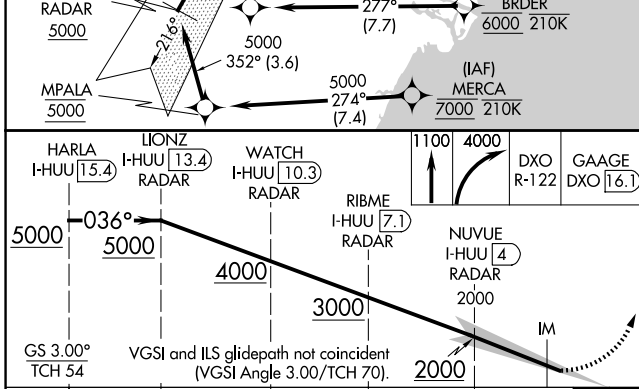 RADAR
5000
216°
277°
(7.7)
BRDER
6000 210K
5000
352° (3.6)
MPALA
5000
5000
274°
(7.4)
(IAF)
MERCA
7000 210K
HARLA
I-HUU 15.4
LIONZ
I-HUU 13.4
RADAR
WATCH
I-HUU 10.3
RADAR
RIBME
I-HUU 7.1
RADAR
NUVUE
I-HUU 4
RADAR
2000
1100
4000
DXO
R-122
GAAGE
DXO 16.1
5000
036°
5000
4000
3000
2000
IM
GS 3.00°
TCH 54
VGSI and ILS glidepath not coincident
(VGSI Angle 3.00/TCH 70).